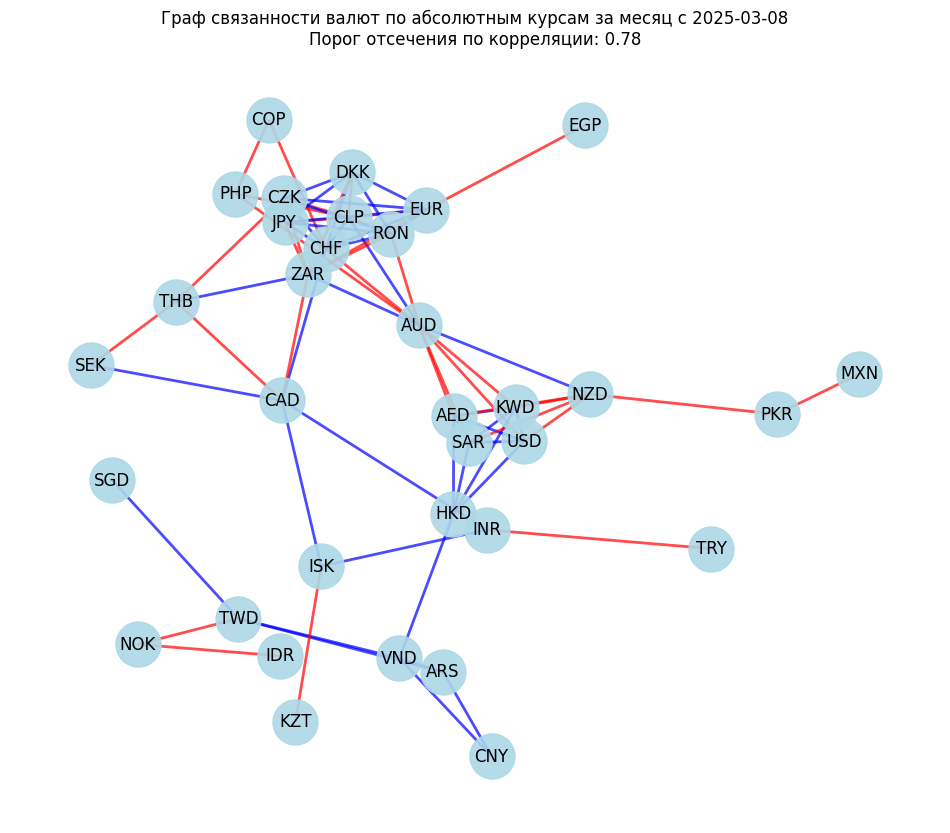 Граф связанности валют по абсолютным курсам за месяц с 2025-03-08
Порог отсечения по корреляции: 0.78
COP
EGP
DKK
PHP
CZK
EUR
CLP
JPY
RON
CHF
ZAR
THB
AUD
SEK
MXN
NZD
CAD
KWD
PKR
AED
USD
SAR
SGD
HKD
INR
TRY
ISK
TWD
NOK
IDR
VND
ARS
KZT
CNY